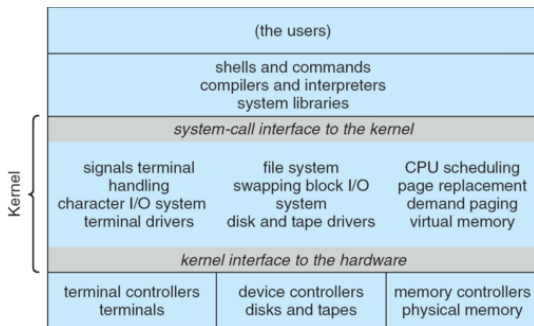 (the users)
shells and commands
compilers and interpreters
system libraries
system-call interface to the kernel
Kernel
signals terminal
handling
character I/O system
terminal drivers
file system
swapping block I/O
system
disk and tape drivers
CPU scheduling
page replacement
demand paging
virtual memory
kernel interface to the hardware
terminal controllers
terminals
device controllers
disks and tapes
memory controllers
physical memory